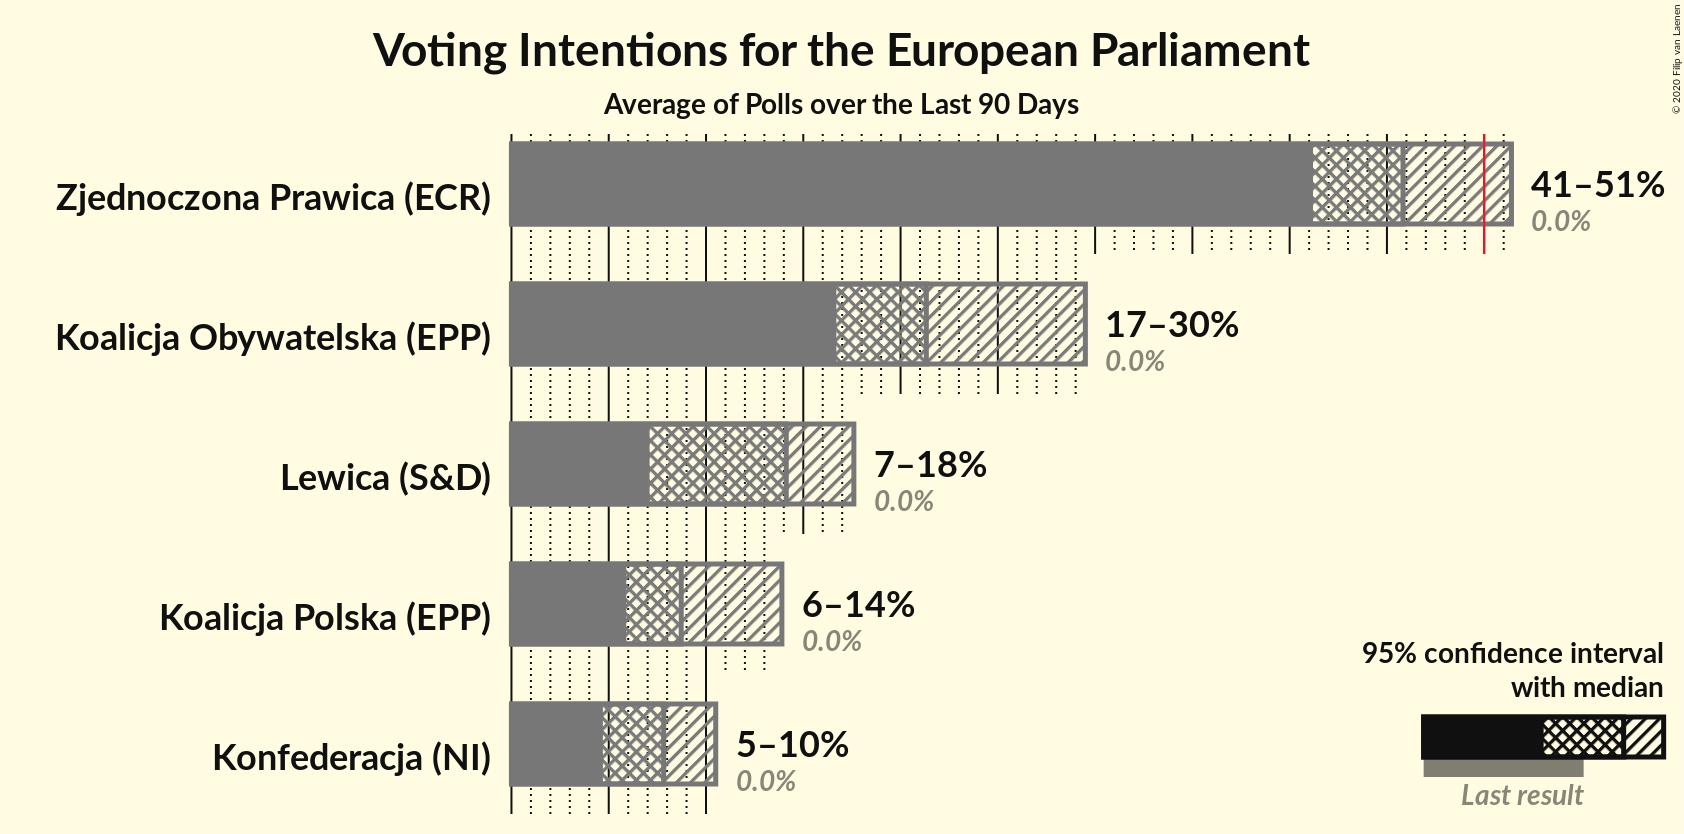 Voting Intentions for the European Parliament
Average of Polls over the Last 90 Days
© 2020 Filip van Laenen
Zjednoczona Prawica (ECR)
41–51%
0.0%
Koalicja Obywatelska (EPP)
17–30%
0.0%
Lewica (S&D)
7–18%
0.0%
Koalicja Polska (EPP)
6–14%
0.0%
Konfederacja (NI)
5–10%
0.0%
95% confidence interval
with median
Last result